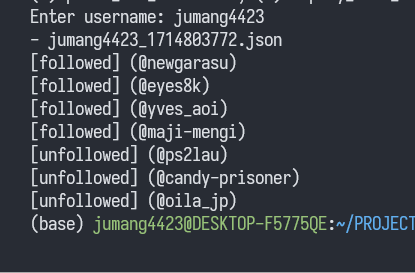 Enter username: jumang4423
- jumang4423_1714803772.json
[followed] (@newgarasu)
[followed] (@eyes8k)
[followed] (@yves_aoi)
[followed] (@maji-mengi)
[unfollowed] (@ps2lau)
[unfollowed] (@candy-prisoner)
[unfollowed] (@oila_jp)
(base) jumang4423@DESKTOP-F5775QE:~/PROJECT